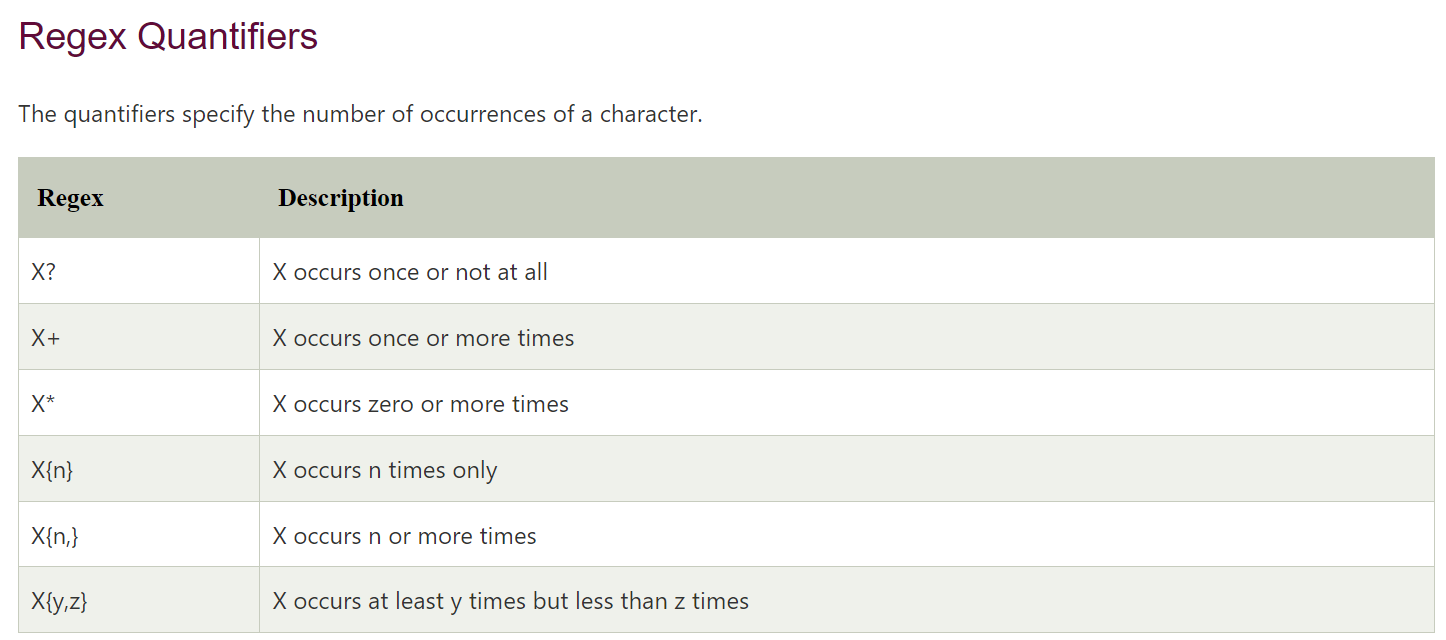 Regex Quantifiers
The quantifiers specify the number of occurrences of a character.
Regex Description
X? X occurs once or not at all
X+ X occurs once or more times
X* X occurs zero or more times
X{n} X occurs n times only
X{n,} X occurs n or more times
X{y,z} X occurs at least y times but less than z times